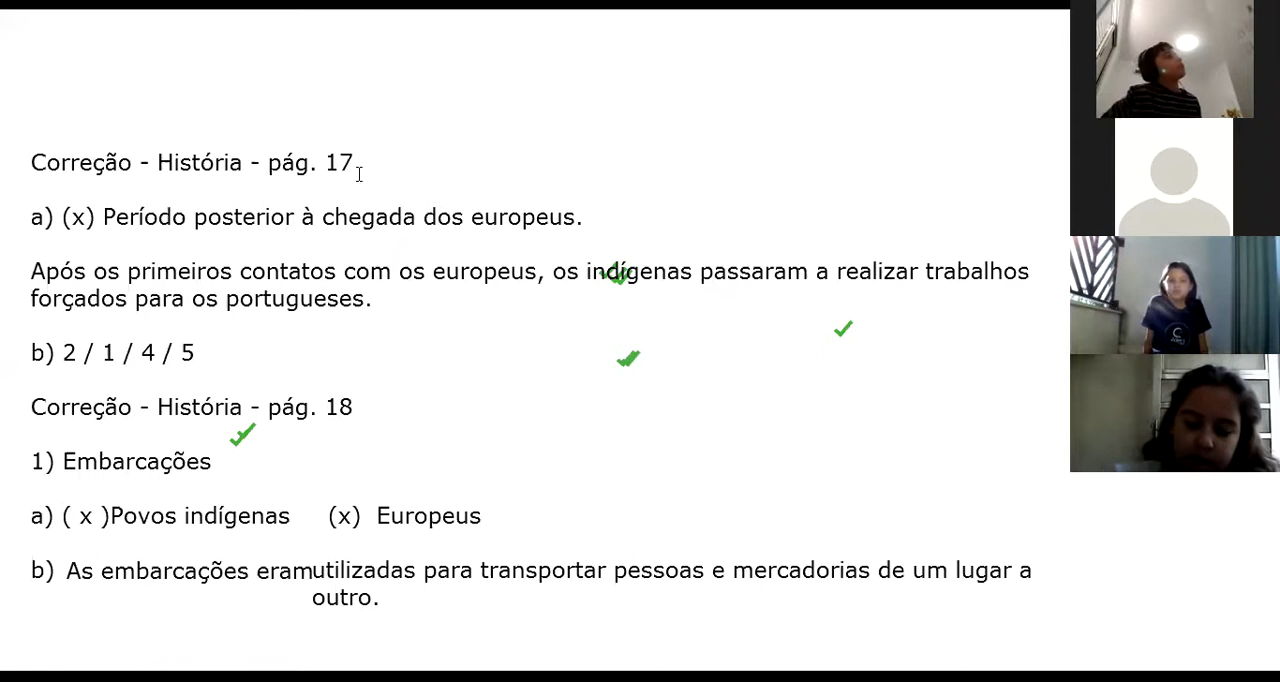 Correção - História - pág. 17
a) (x) Período posterior à chegada dos europeus.
Após os primeiros contatos com os europeus, os indígenas passaram a realizar trabalhos
forçados para os portugueses.
b) 2 / 1 / 4 / 5
Correção - História - pág. 18
1) Embarcações
a) ( x )Povos indígenas (x) Europeus
b) As embarcações eram utilizadas para transportar pessoas e mercadorias de um lugar a
outro.